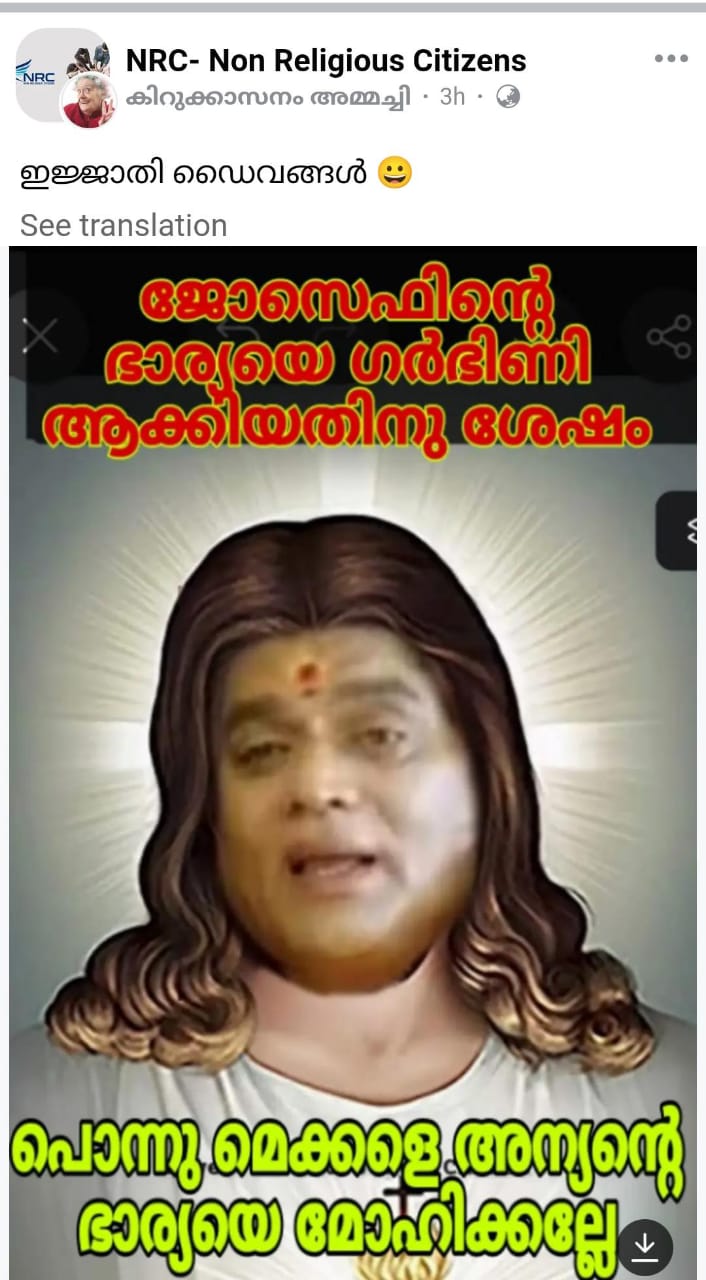 NRC
NRC- Non Religious Citizens
കിറുക്കാസനം അമ്മച്ചി · 3h ·
ഇജ്ജാതി ഡൈവങ്ങൾ 😀
See translation
ജോസെഫിന്റെ
ഭാര്യയെ ഗർഭിണി
ആക്കിയതിനു ശേഷം
പൊന്നു മെക്കളെ അന്യന്റെ
ഭാര്യയെ മോഹിക്കല്ലേ